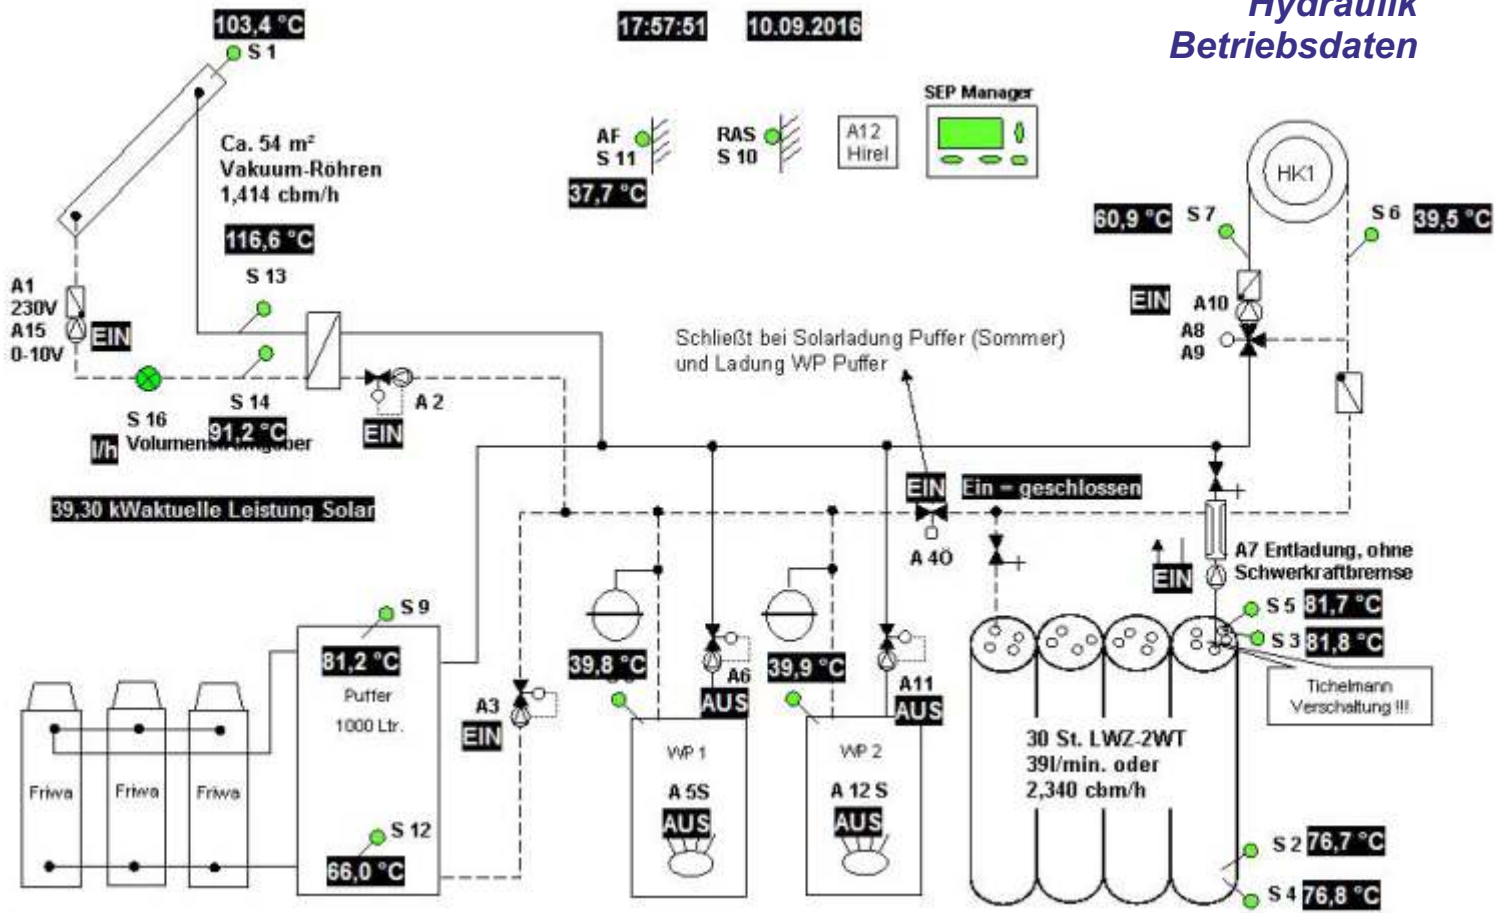 Hydraulik
Betriebsdaten
103,4 °C
S 1
17:57:51
10.09.2016
SEP Manager
AF
S 11
37,7 °C
RAS
S 10
A12
Hirel
Ca. 54 m²
Vakuum-Röhren
1,414 cbm/h
HK1
60,9 °C
S 7
S 6
39,5 °C
116,6 °C
S 13
A1
230V
A15
0-10V
EIN
EIN
A10
A8
A9
Schließt bei Solarladung Puffer (Sommer)
und Ladung WP Puffer
S 14
91,2 °C
A 2
EIN
S 16
l/h
39,30 kWaktuelle Leistung Solar
EIN
Ein = geschlossen
A 4Ö
A7 Entladung, ohne
Schwerkraftbremse
EIN
S 9
81,2 °C
Puffer
1000 Ltr.
S 12
66,0 °C
Friwa
Friwa
Friwa
A3
EIN
39,8 °C
A6
AUS
WP 1
A 5S
AUS
39,9 °C
A11
AUS
WP 2
A 12 S
AUS
S 5
81,7 °C
S 3
81,8 °C
Tichelmann
Verschaltung !!!
30 St. LWZ-2WT
39l/min. oder
2,340 cbm/h
S 2
76,7 °C
S 4
76,8 °C